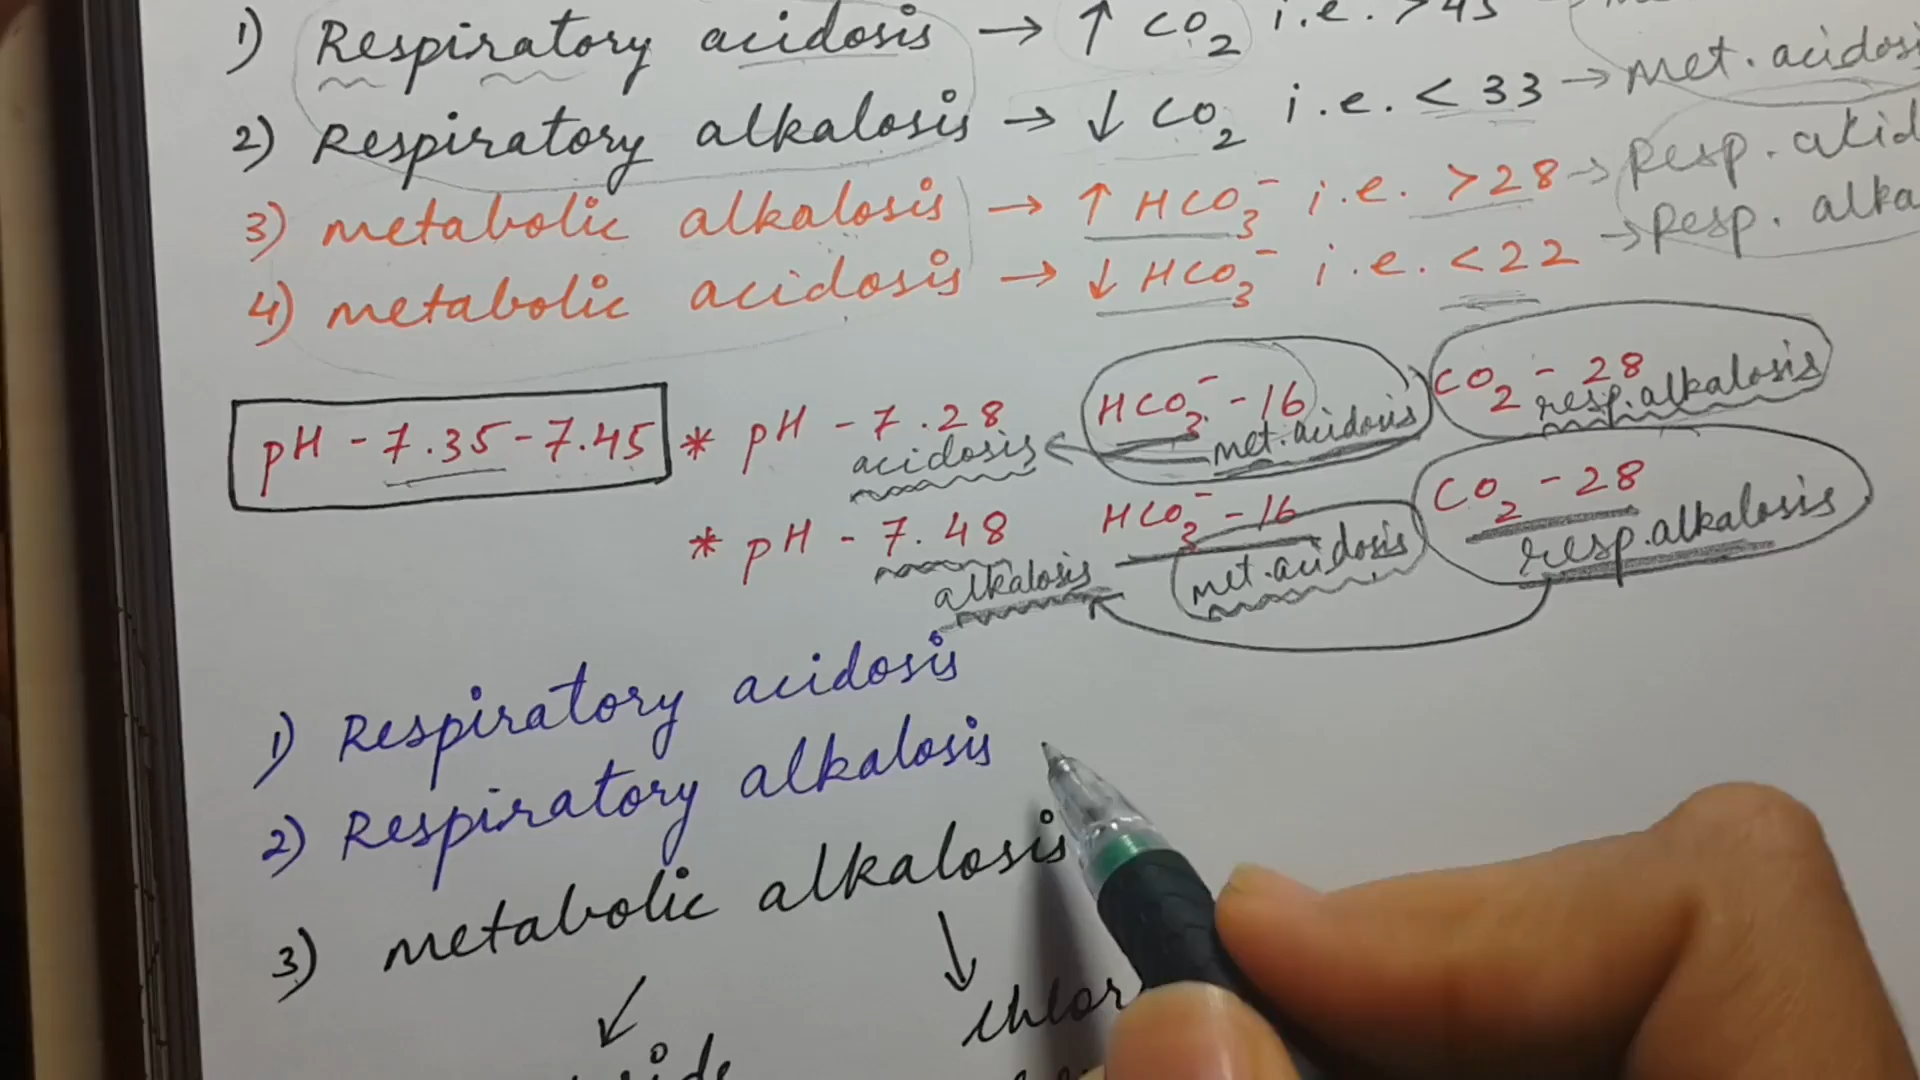 1) Respiratory acidosis → ↑ CO₂ i.e. >45
2) Respiratory alkalosis → ↓ CO₂ i.e. < 33 → Met. acidosi
3) metabolic alkalosis → ↑ HCO₃⁻ i.e. >28 → Resp. acid
4) metabolic acidosis → ↓ HCO₃⁻ i.e. <22 → Resp. alka
pH - 7.35 - 7.45 * pH - 7.28 HCO₃⁻ - 16 CO₂ - 28
acidosis ← met. acidosis resp. alkalosis
* pH - 7.48 HCO₃⁻ - 16 CO₂ - 28
alkalosis met. acidosis resp. alkalosis
1) Respiratory acidosis
2) Respiratory alkalosis
3) metabolic alkalosis
↙ ↓
chlor